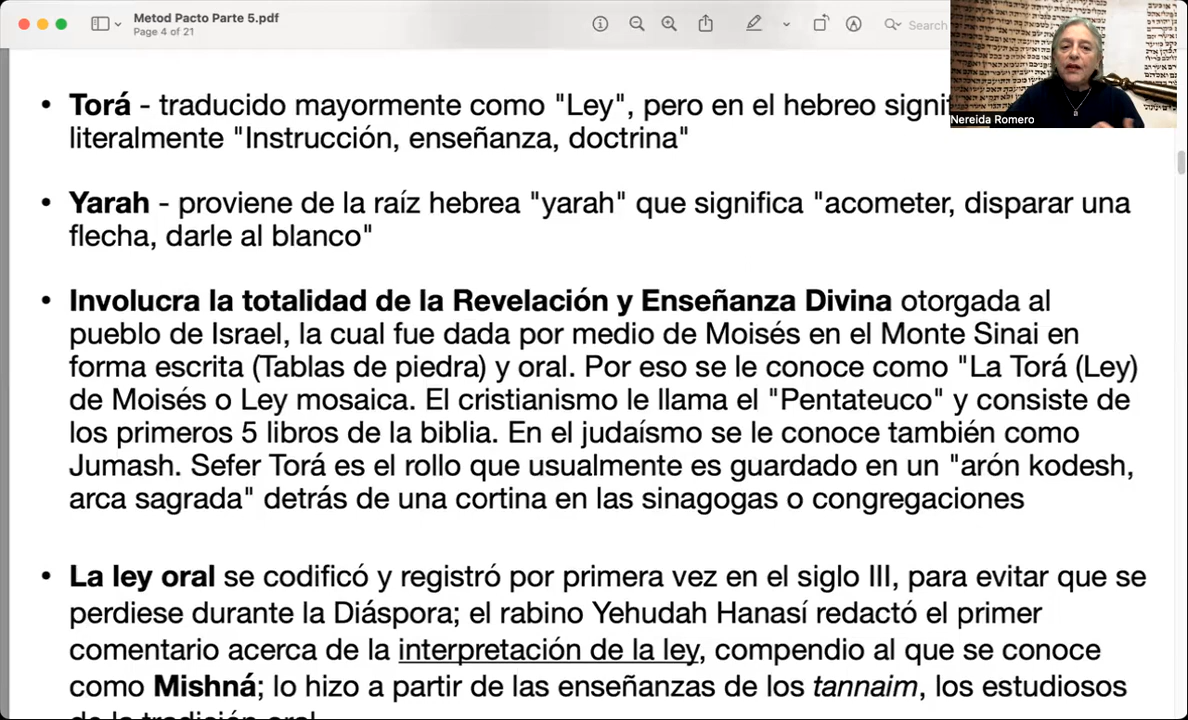 Metod Pacto Parte 5.pdf
Page 4 of 21
Search
Nereida Romero
• Torá - traducido mayormente como "Ley", pero en el hebreo signif
literalmente "Instrucción, enseñanza, doctrina"
• Yarah - proviene de la raíz hebrea "yarah" que significa "acometer, disparar una
flecha, darle al blanco"
• Involucra la totalidad de la Revelación y Enseñanza Divina otorgada al
pueblo de Israel, la cual fue dada por medio de Moisés en el Monte Sinai en
forma escrita (Tablas de piedra) y oral. Por eso se le conoce como "La Torá (Ley)
de Moisés o Ley mosaica. El cristianismo le llama el "Pentateuco" y consiste de
los primeros 5 libros de la biblia. En el judaísmo se le conoce también como
Jumash. Sefer Torá es el rollo que usualmente es guardado en un "arón kodesh,
arca sagrada" detrás de una cortina en las sinagogas o congregaciones
• La ley oral se codificó y registró por primera vez en el siglo III, para evitar que se
perdiese durante la Diáspora; el rabino Yehudah Hanasí redactó el primer
comentario acerca de la interpretación de la ley, compendio al que se conoce
como Mishná; lo hizo a partir de las enseñanzas de los tannaim, los estudiosos
de la tradición oral